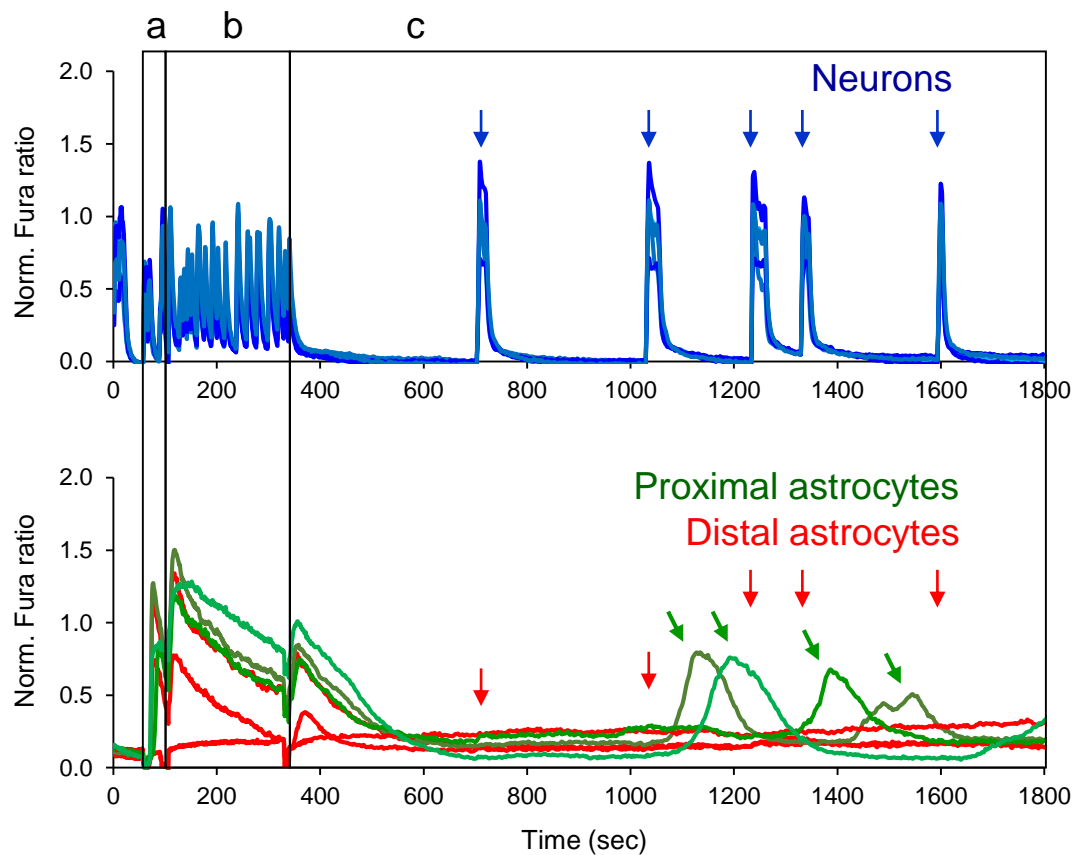 a b c
Neurons
Norm. Fura ratio
2.0
1.5
1.0
0.5
0.0
0 200 400 600 800 1000 1200 1400 1600 1800
Proximal astrocytes
Distal astrocytes
Norm. Fura ratio
2.0
1.5
1.0
0.5
0.0
0 200 400 600 800 1000 1200 1400 1600 1800
Time (sec)